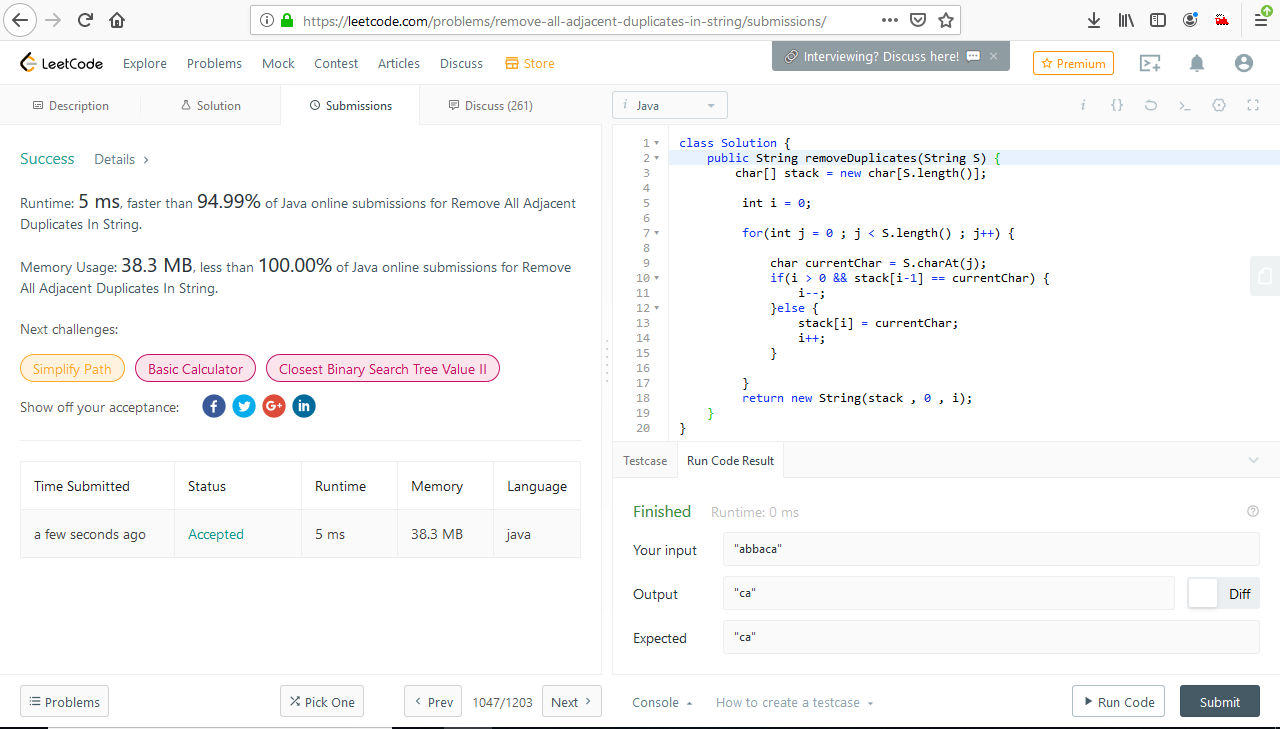 https://leetcode.com/problems/remove-all-adjacent-duplicates-in-string/submissions/
LeetCode Explore Problems Mock Contest Articles Discuss Store
Interviewing? Discuss here! ×
Premium
Description Solution Submissions Discuss (261)
Success Details >
Runtime: 5 ms, faster than 94.99% of Java online submissions for Remove All Adjacent
Duplicates In String.
Memory Usage: 38.3 MB, less than 100.00% of Java online submissions for Remove
All Adjacent Duplicates In String.
Next challenges:
Simplify Path Basic Calculator Closest Binary Search Tree Value II
Show off your acceptance: f G+ in
Time Submitted Status Runtime Memory Language
a few seconds ago Accepted 5 ms 38.3 MB java
Problems Pick One < Prev 1047/1203 Next >
i Java
i {}
1 class Solution {
2 public String removeDuplicates(String S) {
3 char[] stack = new char[S.length()];
4
5 int i = 0;
6
7 for(int j = 0 ; j < S.length() ; j++) {
8
9 char currentChar = S.charAt(j);
10 if(i > 0 && stack[i-1] == currentChar) {
11 i--;
12 }else {
13 stack[i] = currentChar;
14 i++;
15 }
16
17 }
18 return new String(stack , 0 , i);
19 }
20 }
Testcase Run Code Result
Finished Runtime: 0 ms
Your input "abbaca"
Output "ca" Diff
Expected "ca"
Console How to create a testcase Run Code Submit